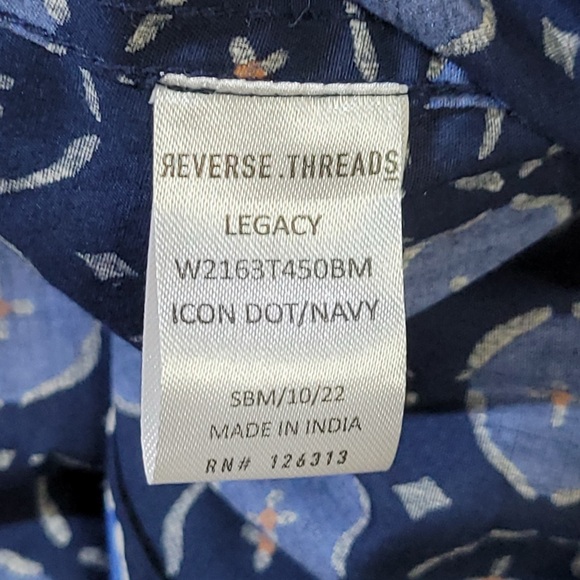 ЯEVERSE.THREADS
LEGACY
W2163T450BM
ICON DOT/NAVY
SBM/10/22
MADE IN INDIA
RN# 126313